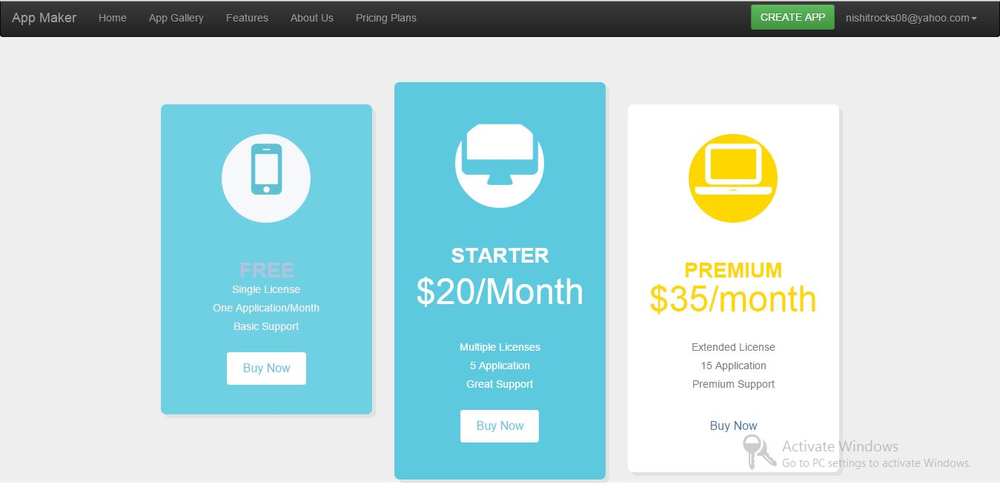 App Maker Home App Gallery Features About Us Pricing Plans CREATE APP nishitrocks08@yahoo.com
FREE
Single License
One Application/Month
Basic Support
Buy Now
STARTER
$20/Month
Multiple Licenses
5 Application
Great Support
Buy Now
PREMIUM
$35/month
Extended License
15 Application
Premium Support
Buy Now
Activate Windows
Go to PC settings to activate Windows.